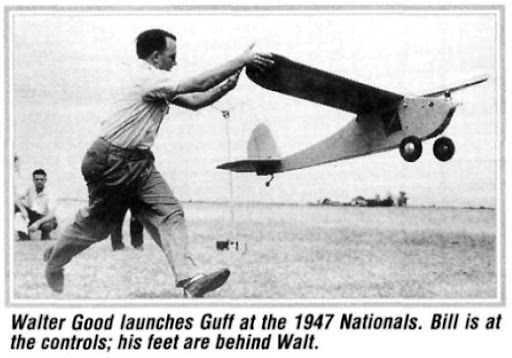 Walter Good launches Guff at the 1947 Nationals. Bill is at
the controls; his feet are behind Walt.